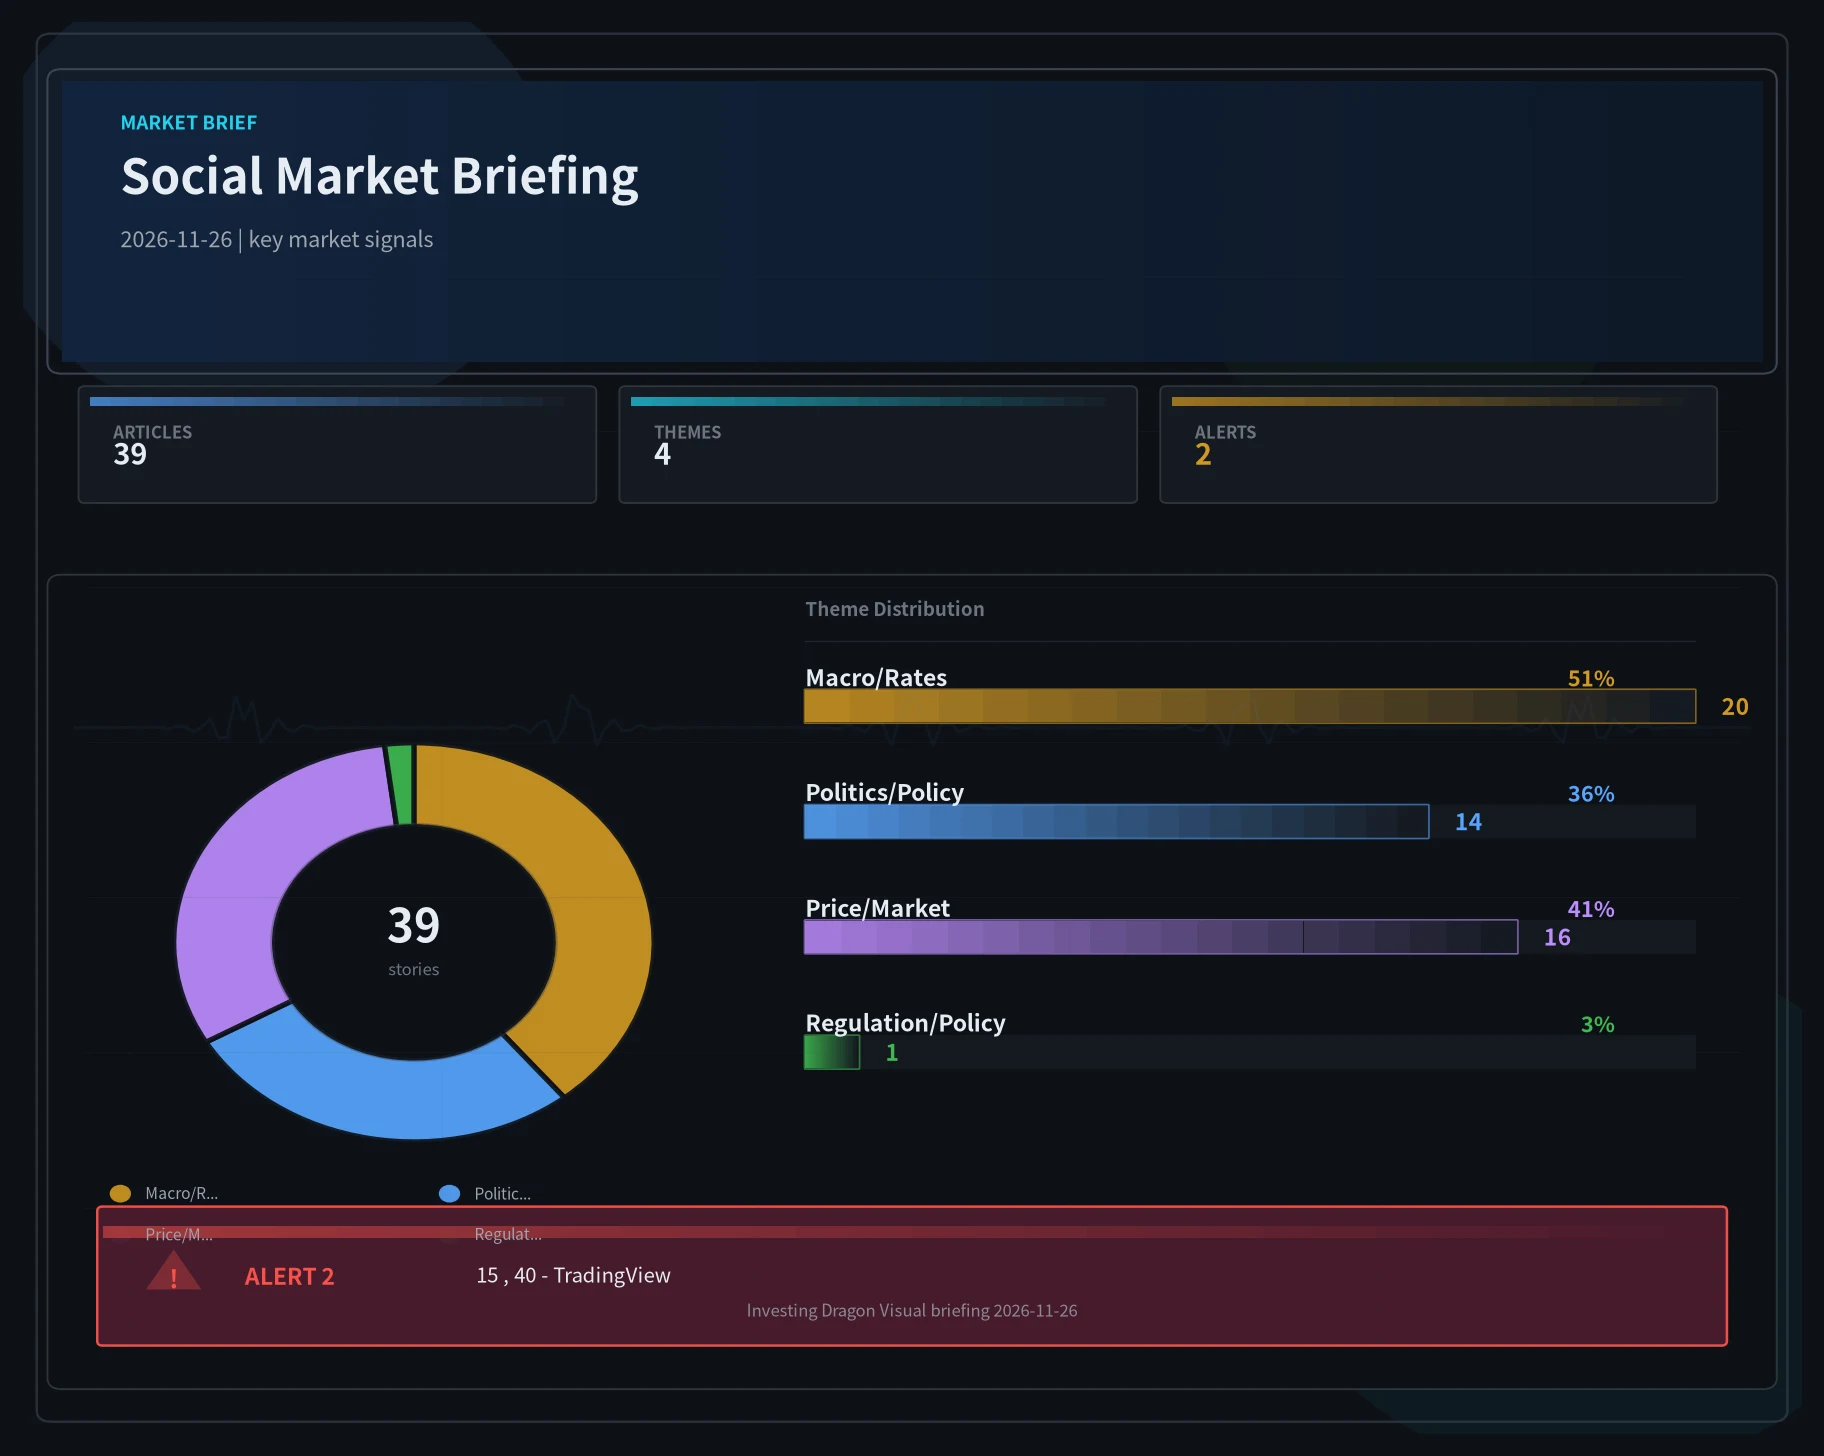 MARKET BRIEF
Social Market Briefing
2026-11-26 | key market signals
ARTICLES
39
THEMES
4
ALERTS
2
Theme Distribution
Macro/Rates
51%
20
Politics/Policy
36%
14
Price/Market
41%
16
Regulation/Policy
3%
1
39
stories
Macro/R...
Politic...
Price/M...
Regulat...
!
ALERT 2
15 , 40 - TradingView
Investing Dragon Visual briefing 2026-11-26